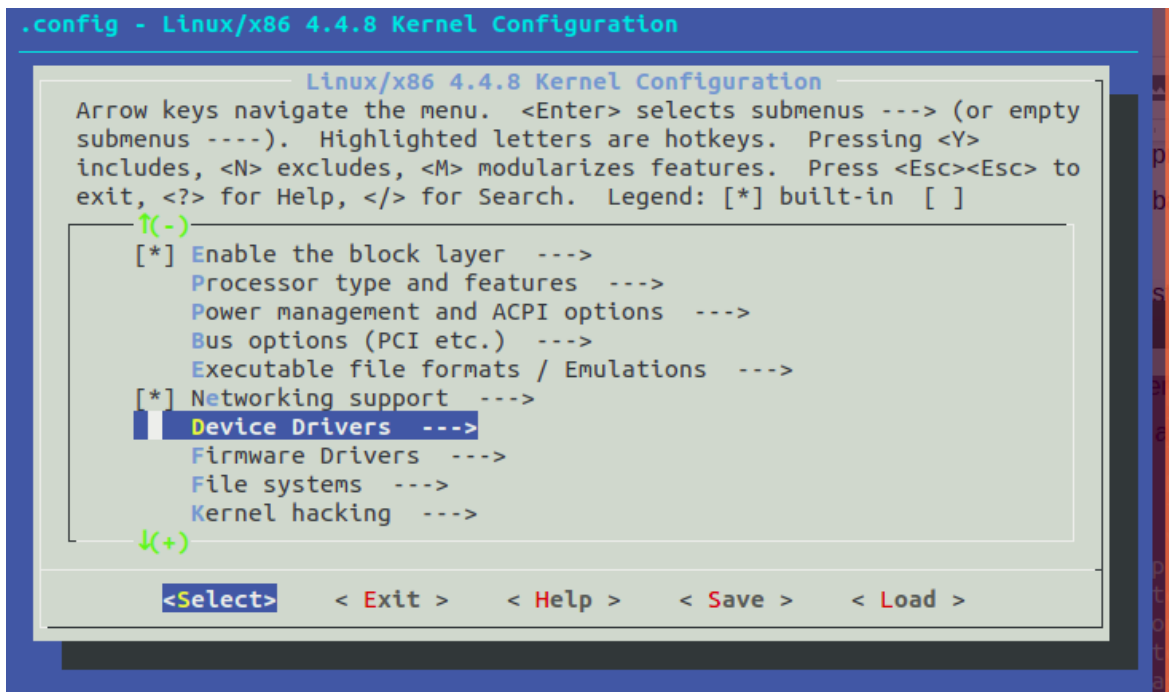 .config - Linux/x86 4.4.8 Kernel Configuration
Linux/x86 4.4.8 Kernel Configuration
Arrow keys navigate the menu.  <Enter> selects submenus ---> (or empty
submenus ----).  Highlighted letters are hotkeys.  Pressing <Y>
includes, <N> excludes, <M> modularizes features.  Press <Esc><Esc> to
exit, <?> for Help, </> for Search.  Legend: [*] built-in  [ ]
↑(-)
[*] Enable the block layer  --->
Processor type and features  --->
Power management and ACPI options  --->
Bus options (PCI etc.)  --->
Executable file formats / Emulations  --->
[*] Networking support  --->
Device Drivers  --->
Firmware Drivers  --->
File systems  --->
Kernel hacking  --->
↓(+)
<Select>    < Exit >    < Help >    < Save >    < Load >